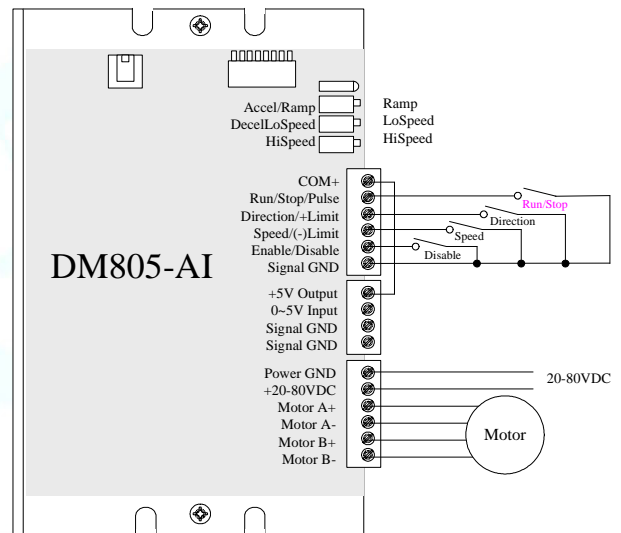 Accel/Ramp
Ramp
DecelLoSpeed
LoSpeed
HiSpeed
HiSpeed
COM+
Run/Stop/Pulse
Run/Stop
Direction/+Limit
Direction
Speed/(-)Limit
Speed
Enable/Disable
Disable
Signal GND
DM805-AI
+5V Output
0~5V Input
Signal GND
Signal GND
Power GND
20-80VDC
+20-80VDC
Motor A+
Motor A-
Motor B+
Motor B-
Motor